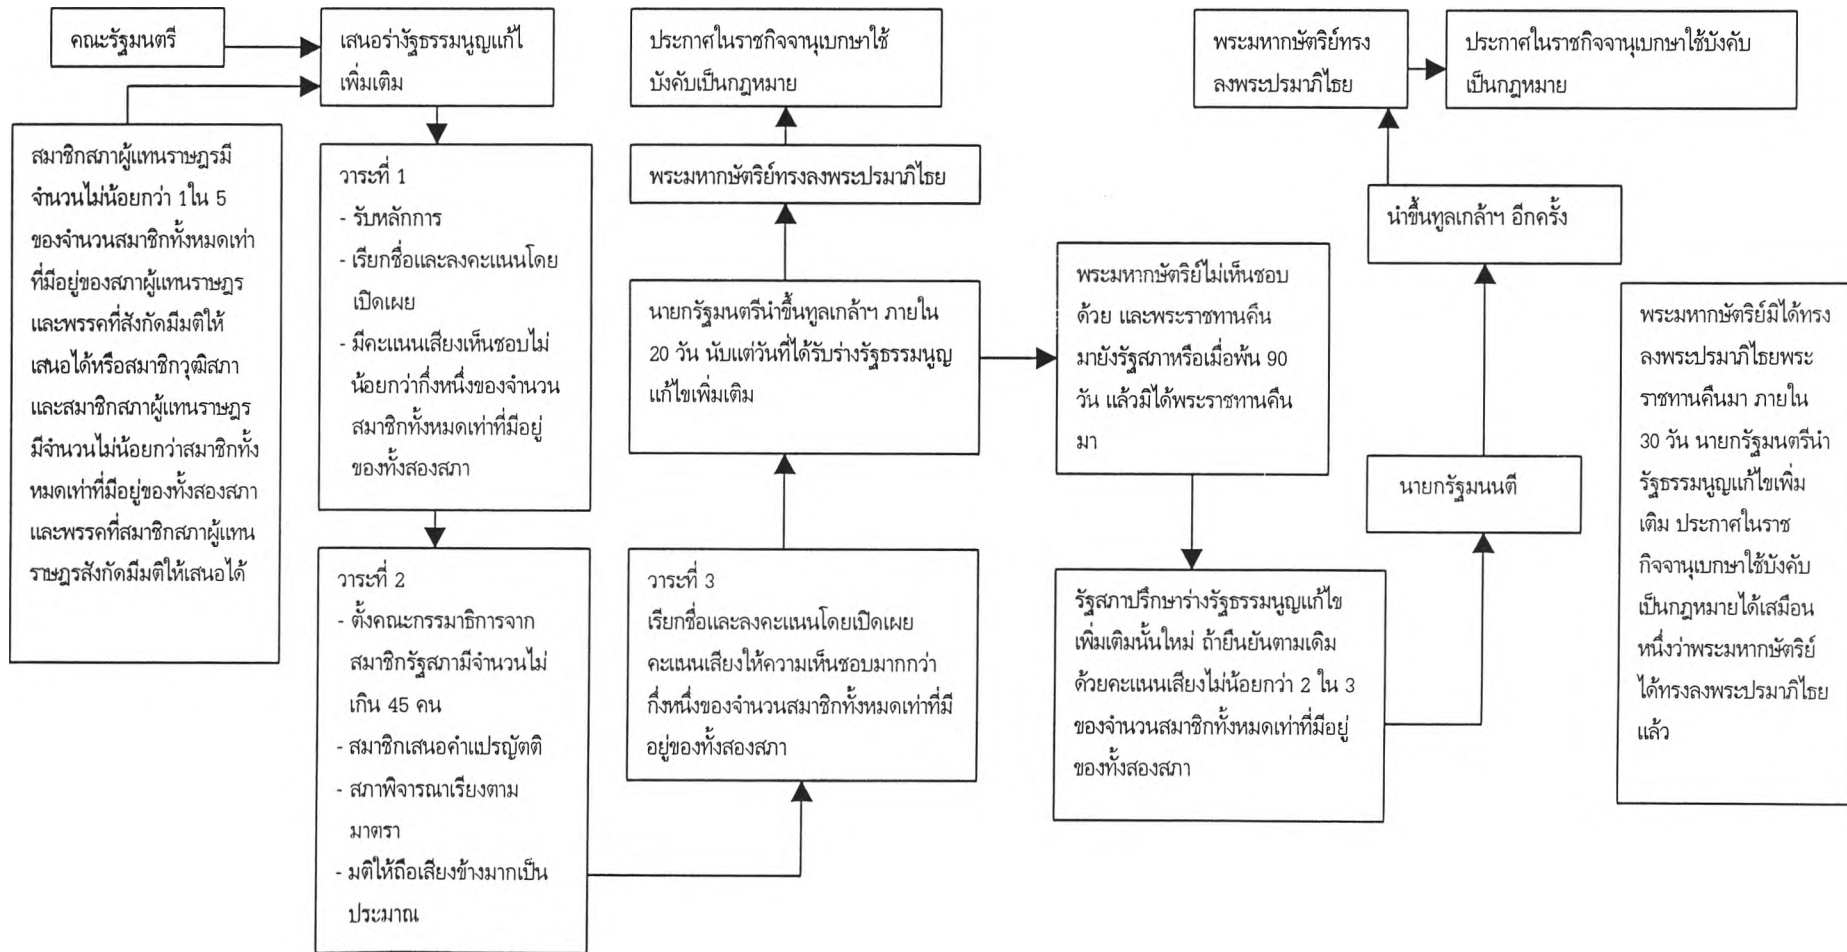 คณะรัฐมนตรี
เสนอร่างรัฐธรรมนูญแก้ไ
เพิ่มเติม
สมาชิกสภาผู้แทนราษฎรมี
จำนวนไม่น้อยกว่า 1ใน 5
ของจำนวนสมาชิกทั้งหมดเท่า
ที่มีอยู่ของสภาผู้แทนราษฎร
และพรรคที่สังกัดมีมติให้
เสนอได้หรือสมาชิกวุฒิสภา
และสมาชิกสภาผู้แทนราษฎร
มีจำนวนไม่น้อยกว่าสมาชิกทั้ง
หมดเท่าที่มีอยู่ของทั้งสองสภา
และพรรคที่สมาชิกสภาผู้แทน
ราษฎรสังกัดมีมติให้เสนอได้
วาระที่ 1
- รับหลักการ
- เรียกชื่อและลงคะแนนโดย
เปิดเผย
- มีคะแนนเสียงเห็นชอบไม่
น้อยกว่ากึ่งหนึ่งของจำนวน
สมาชิกทั้งหมดเท่าที่มีอยู่
ของทั้งสองสภา
วาระที่ 2
- ตั้งคณะกรรมาธิการจาก
สมาชิกรัฐสภามีจำนวนไม่
เกิน 45 คน
- สมาชิกเสนอคำแปรญัตติ
- สภาพิจารณาเรียงตาม
มาตรา
- มติให้ถือเสียงข้างมากเป็น
ประมาณ
วาระที่ 3
เรียกชื่อและลงคะแนนโดยเปิดเผย
คะแนนเสียงให้ความเห็นชอบมากกว่า
กึ่งหนึ่งของจำนวนสมาชิกทั้งหมดเท่าที่มี
อยู่ของทั้งสองสภา
นายกรัฐมนตรีนำขึ้นทูลเกล้าฯ ภายใน
20 วัน นับแต่วันที่ได้รับร่างรัฐธรรมนูญ
แก้ไขเพิ่มเติม
พระมหากษัตริย์ทรงลงพระปรมาภิไธย
ประกาศในราชกิจจานุเบกษาใช้
บังคับเป็นกฎหมาย
พระมหากษัตริย์ไม่เห็นชอบ
ด้วย และพระราชทานคืน
มายังรัฐสภาหรือเมื่อพ้น 90
วัน แล้วมิได้พระราชทานคืน
มา
รัฐสภาปรึกษาร่างรัฐธรรมนูญแก้ไข
เพิ่มเติมนั้นใหม่ ถ้ายืนยันตามเดิม
ด้วยคะแนนเสียงไม่น้อยกว่า 2 ใน 3
ของจำนวนสมาชิกทั้งหมดเท่าที่มีอยู่
ของทั้งสองสภา
นายกรัฐมนนตี
นำขึ้นทูลเกล้าฯ อีกครั้ง
พระมหากษัตริย์ทรง
ลงพระปรมาภิไธย
ประกาศในราชกิจจานุเบกษาใช้บังคับ
เป็นกฎหมาย
พระมหากษัตริย์มิได้ทรง
ลงพระปรมาภิไธยพระ
ราชทานคืนมา ภายใน
30 วัน นายกรัฐมนตรีนำ
รัฐธรรมนูญแก้ไขเพิ่ม
เติม ประกาศในราช
กิจจานุเบกษาใช้บังคับ
เป็นกฎหมายได้เสมือน
หนึ่งว่าพระมหากษัตริย์
ได้ทรงลงพระปรมาภิไธย
แล้ว